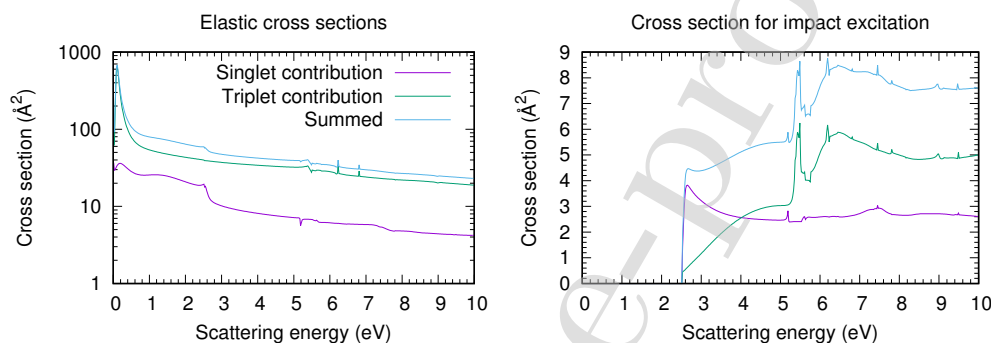 Elastic cross sections
Cross section (Å²)
1000
100
10
1
Singlet contribution
Triplet contribution
Summed
0 1 2 3 4 5 6 7 8 9 10
Scattering energy (eV)
Cross section for impact excitation
Cross section (Å²)
9
8
7
6
5
4
3
2
1
0
0 1 2 3 4 5 6 7 8 9 10
Scattering energy (eV)
e-pro